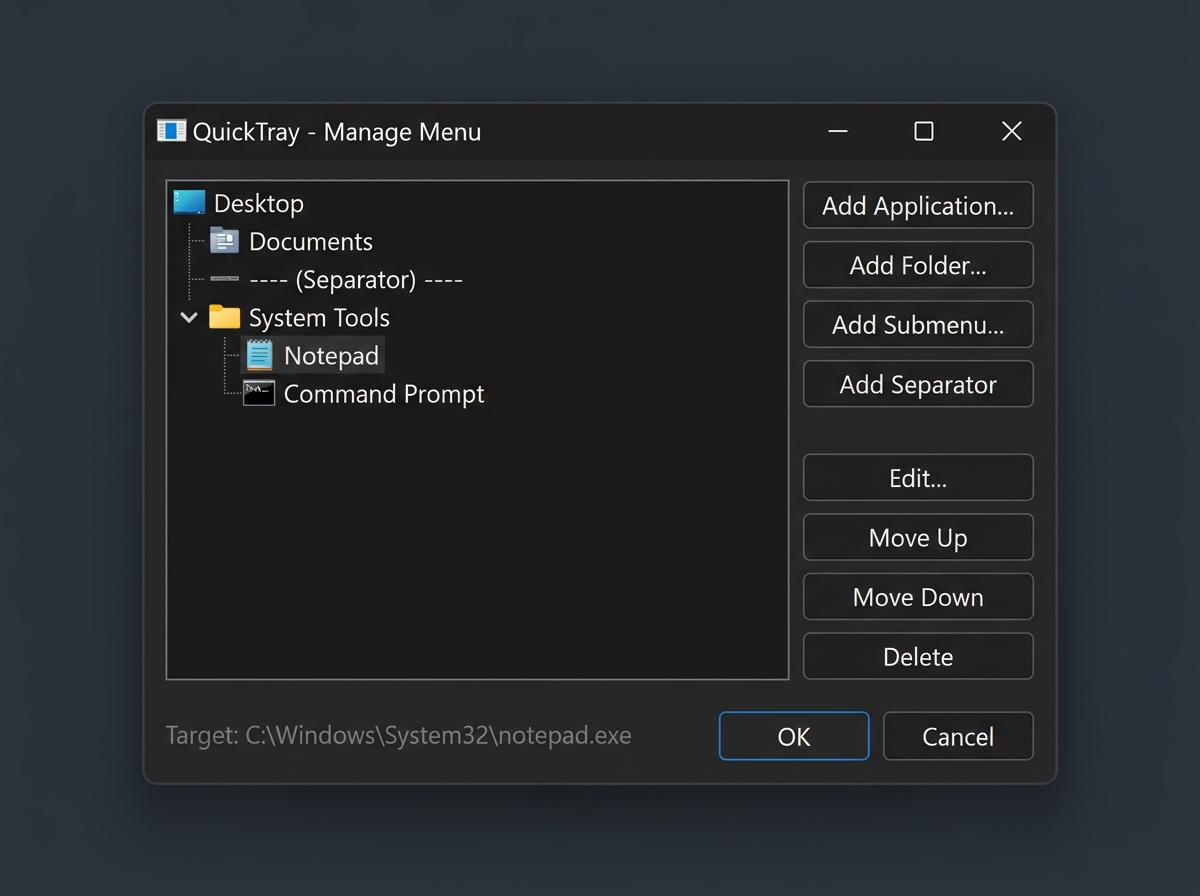 QuickTray - Manage Menu
Desktop
Documents
---- (Separator) ----
System Tools
Notepad
Command Prompt
Add Application...
Add Folder...
Add Submenu...
Add Separator
Edit...
Move Up
Move Down
Delete
Target: C:\Windows\System32\notepad.exe
OK
Cancel